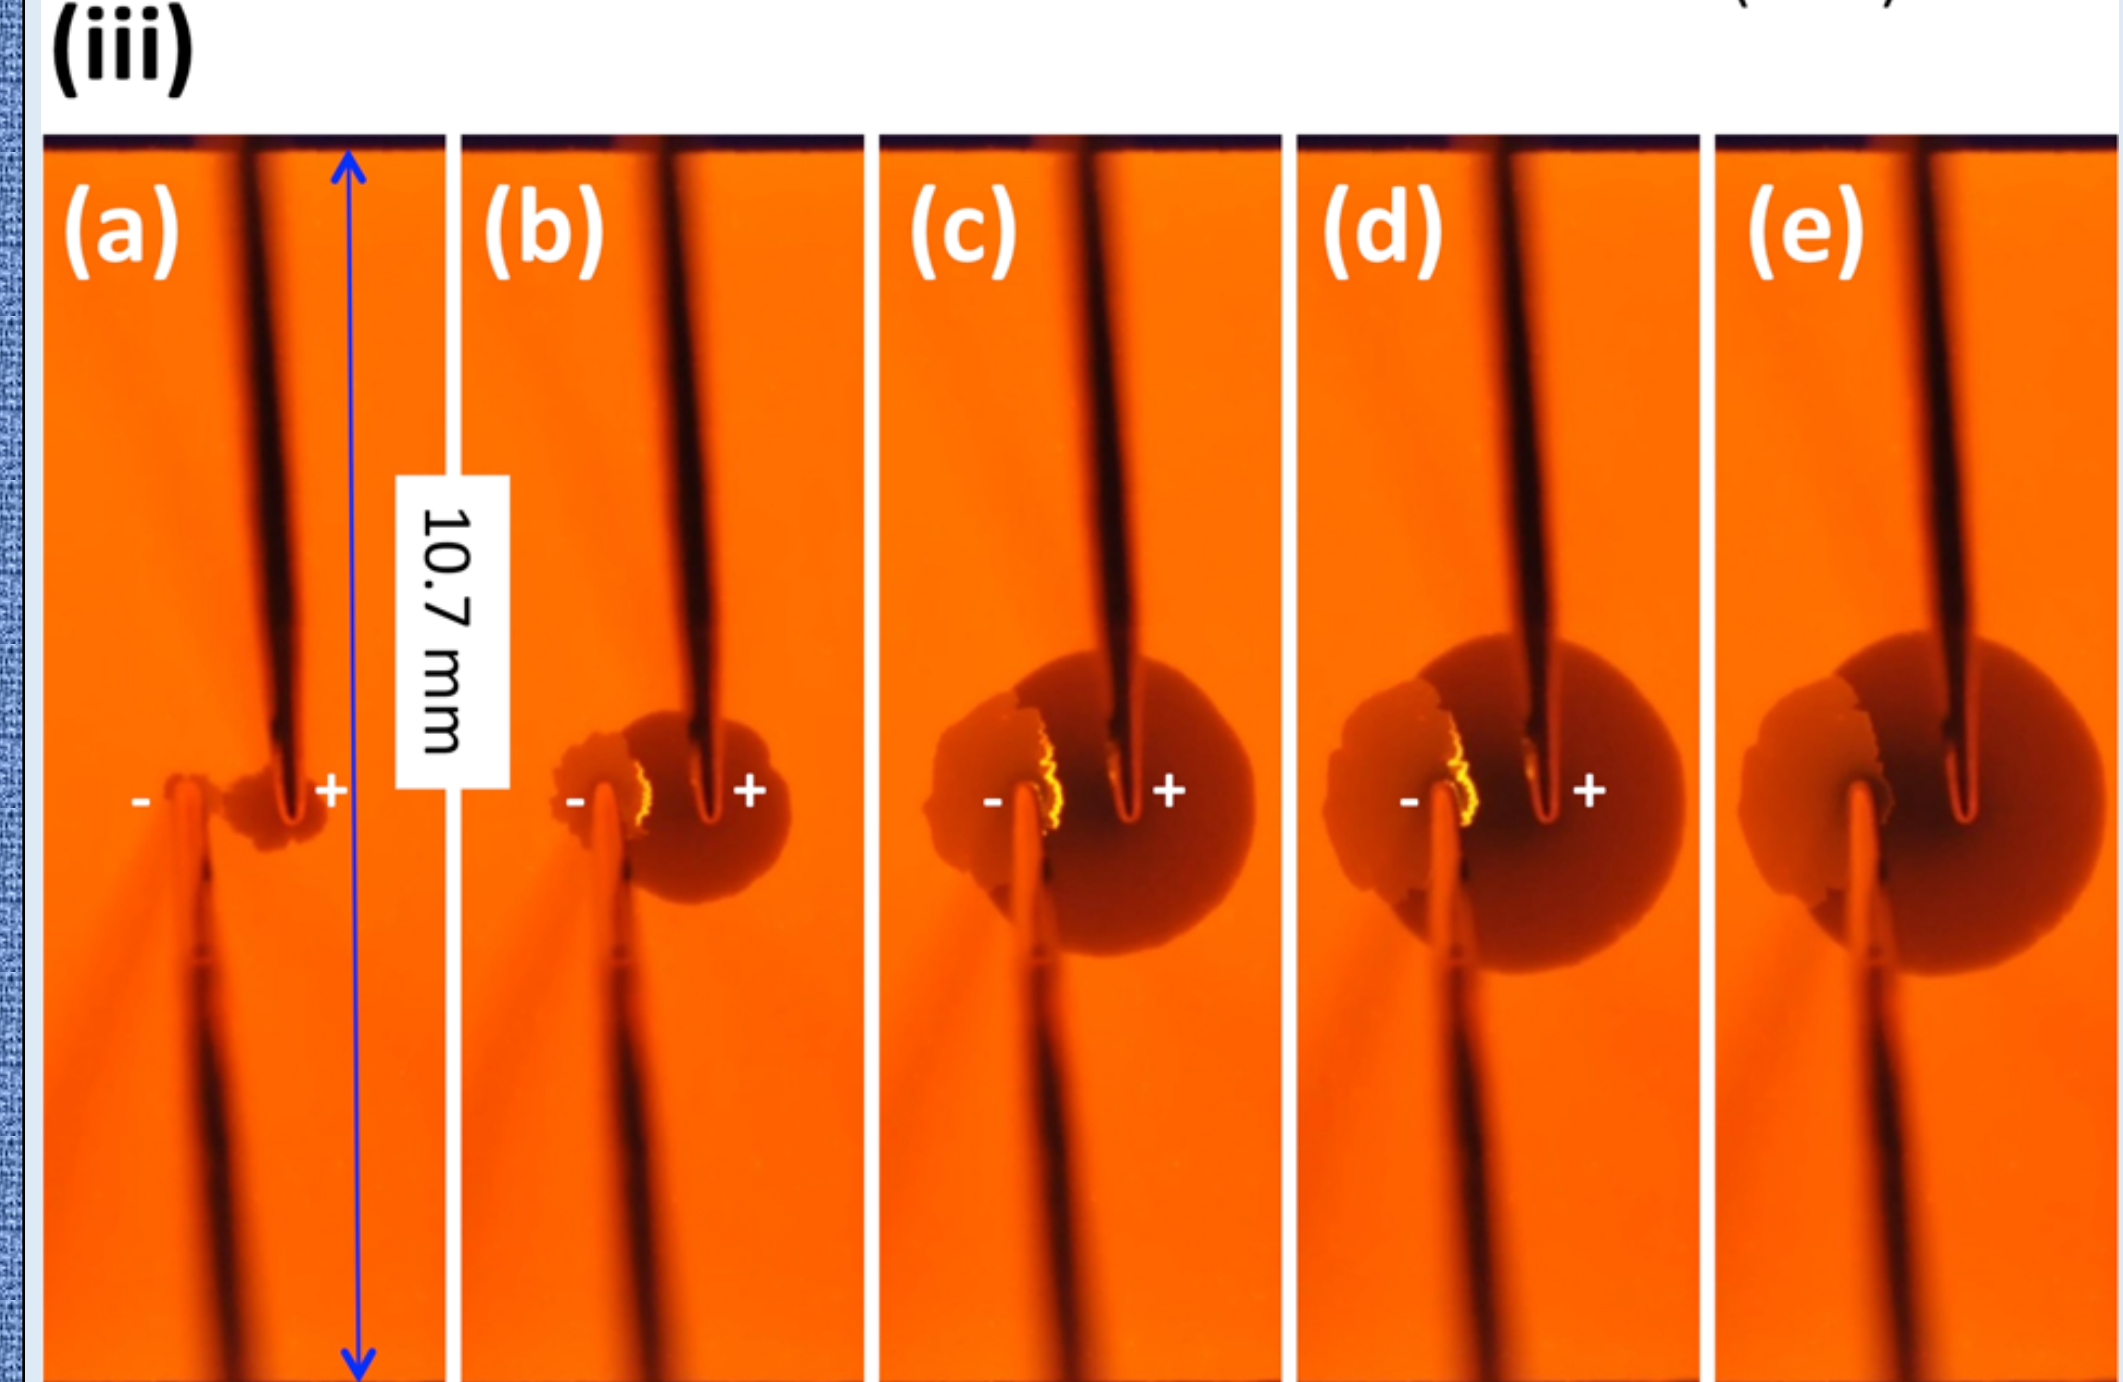 (iii)
(a)
(b)
(c)
(d)
(e)
10.7 mm
- +
- +
- +
- +